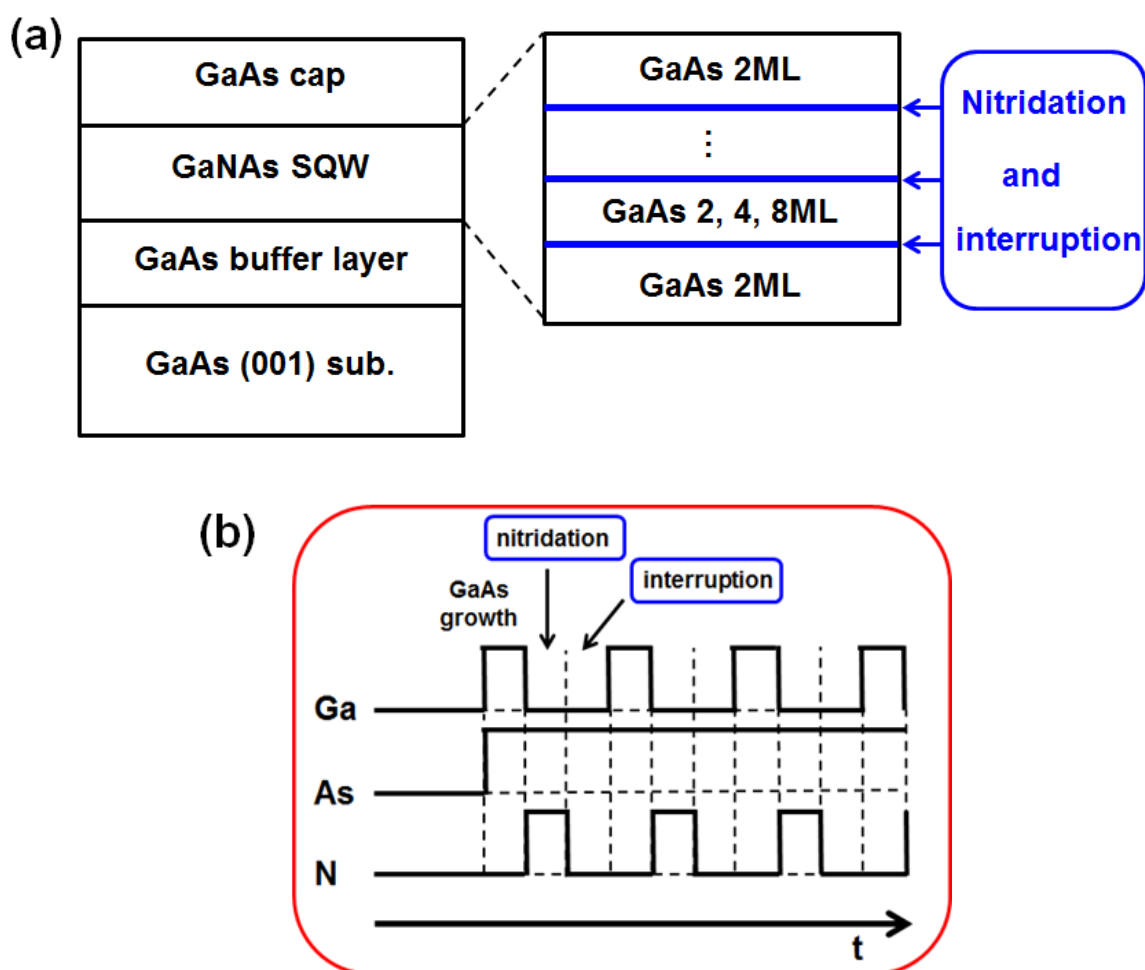 (a)
GaAs cap
GaNAs SQW
GaAs buffer layer
GaAs (001) sub.
GaAs 2ML
⋮
GaAs 2, 4, 8ML
GaAs 2ML
Nitridation
and
interruption
(b)
nitridation
interruption
GaAs
growth
Ga
As
N
t